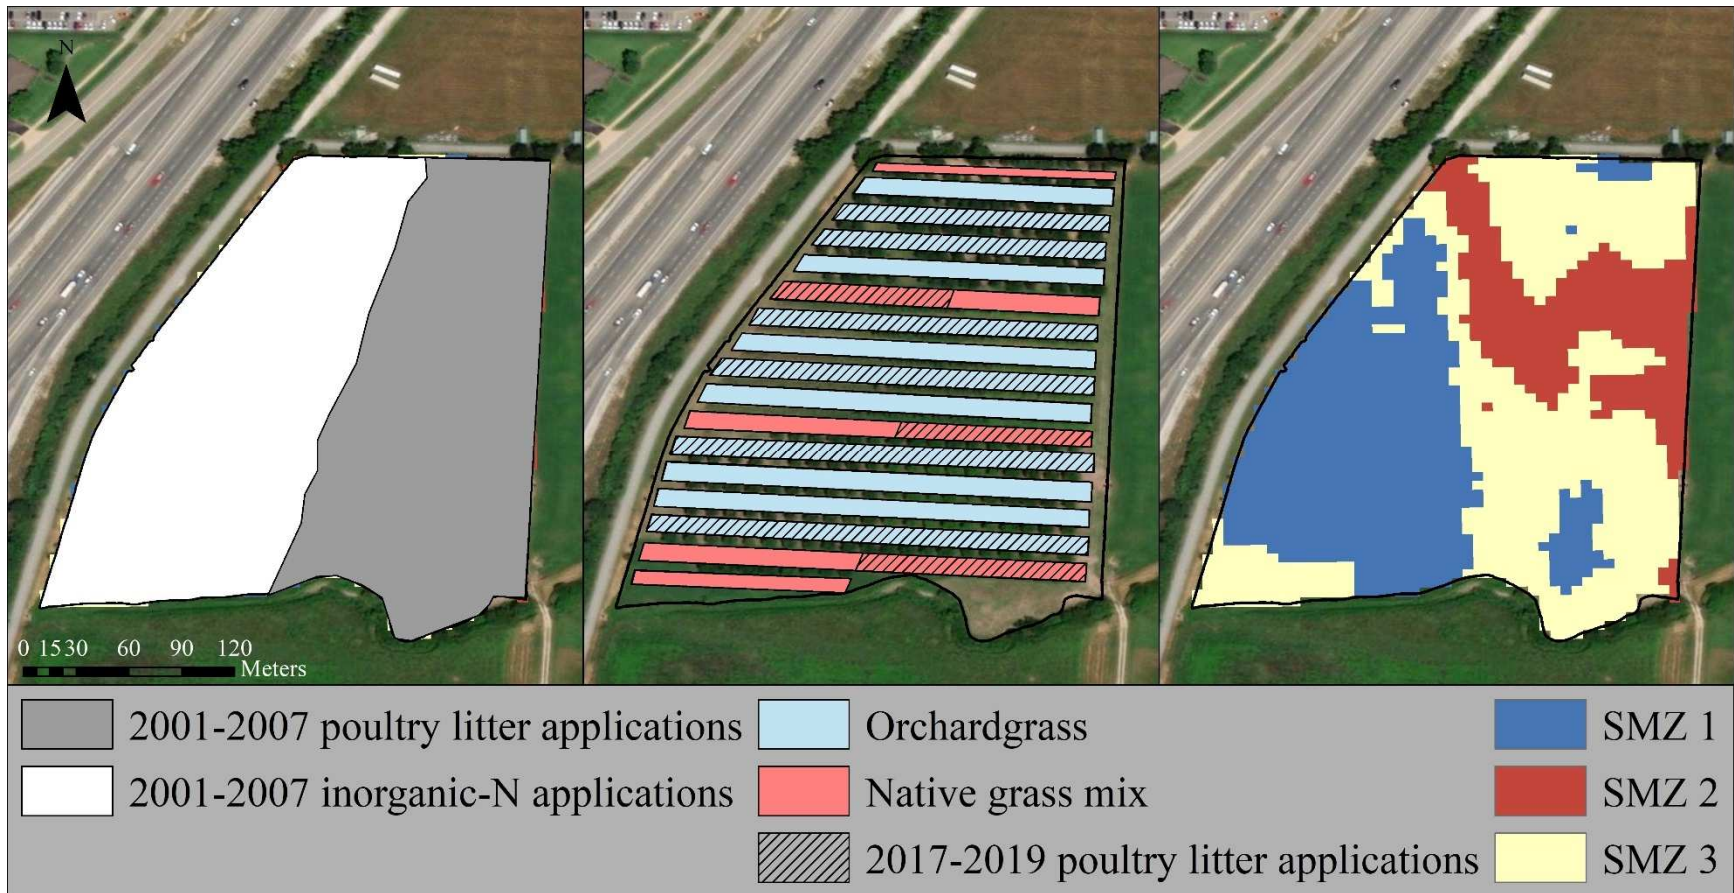 N
0 15 30 60 90 120
Meters
2001-2007 poultry litter applications
2001-2007 inorganic-N applications
Orchardgrass
Native grass mix
2017-2019 poultry litter applications
SMZ 1
SMZ 2
SMZ 3